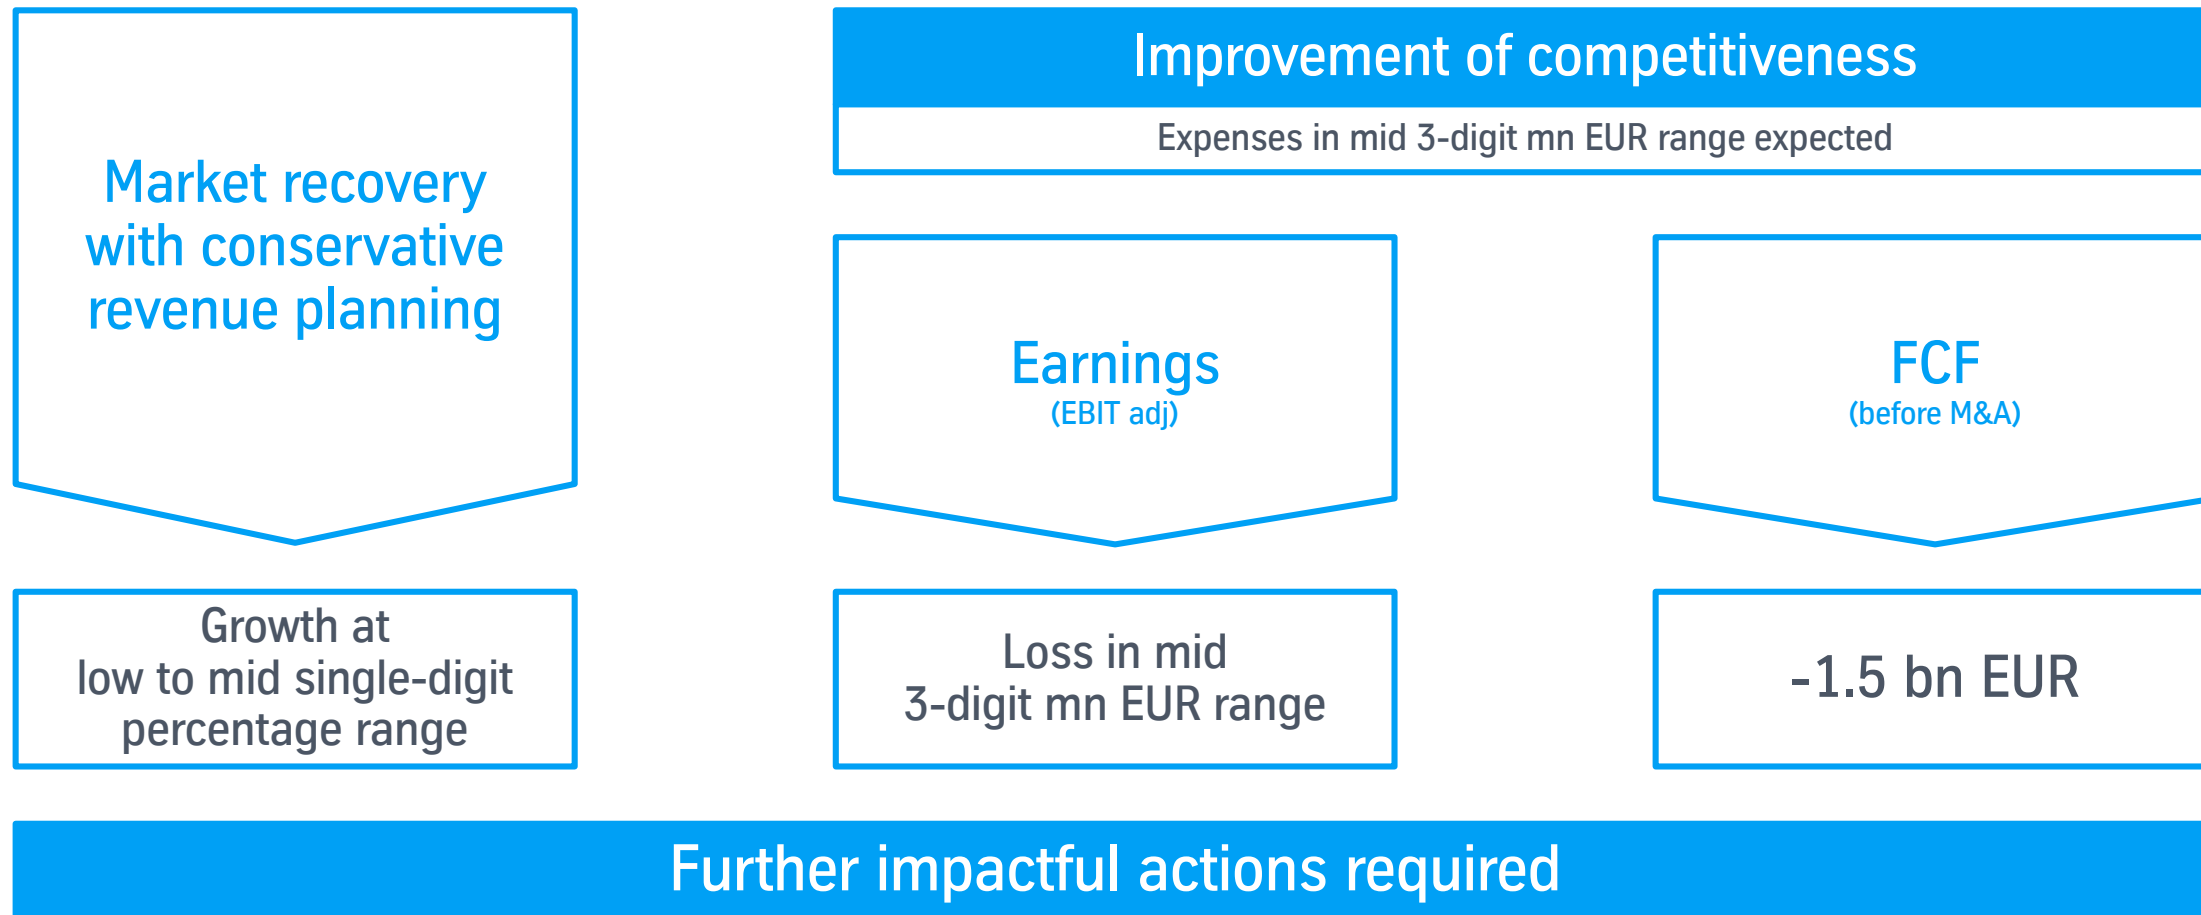 Market recovery
with conservative
revenue planning
Growth at
low to mid single-digit
percentage range
Improvement of competitiveness
Expenses in mid 3-digit mn EUR range expected
Earnings
(EBIT adj)
Loss in mid
3-digit mn EUR range
FCF
(before M&A)
-1.5 bn EUR
Further impactful actions required